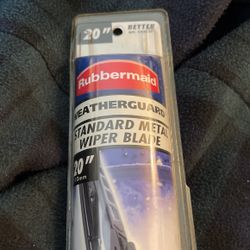 20"
BETTER
Rubbermaid
WEATHERGUARD
STANDARD METAL
WIPER BLADE
20"